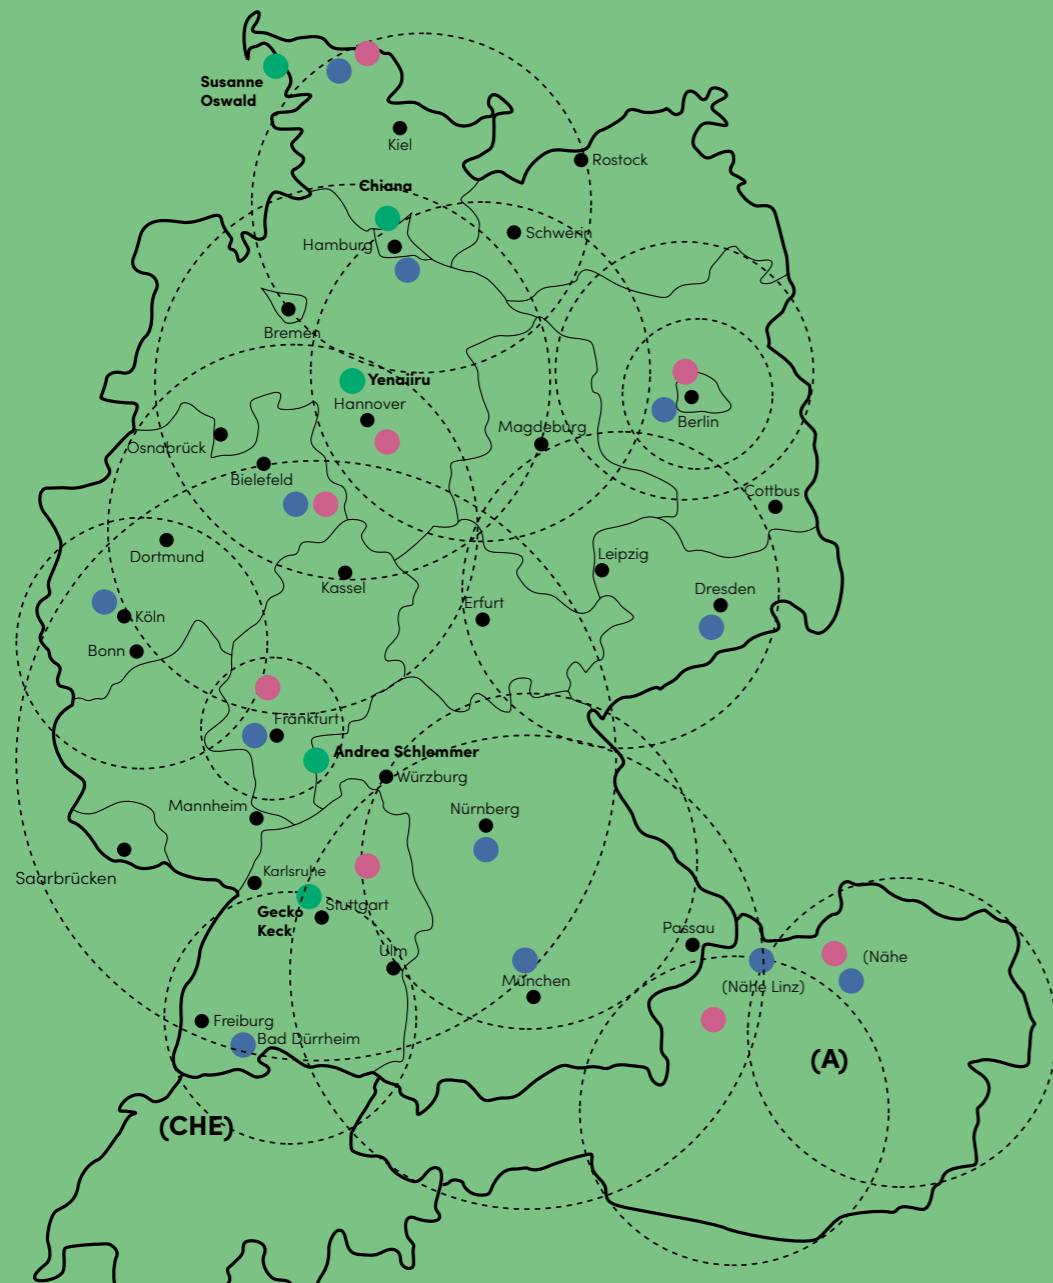 Susanne
Oswald
Kiel
Rostock
Chiana
Hamburg
Schwerin
Bremen
Yenaiiru
Hannover
Berlin
Magdeburg
Osnabrück
Bielefeld
Cottbus
Dortmund
Leipzig
Kassel
Dresden
Erfurt
Köln
Bonn
Frankfurt
Andrea Schlemmer
Würzburg
Mannheim
Nürnberg
Saarbrücken
Karlsruhe
Gecko
Keck
Stuttgart
Passau
Ulm
(Nähe
München
(Nähe Linz)
Freiburg
Bad Dürrheim
(A)
(CHE)